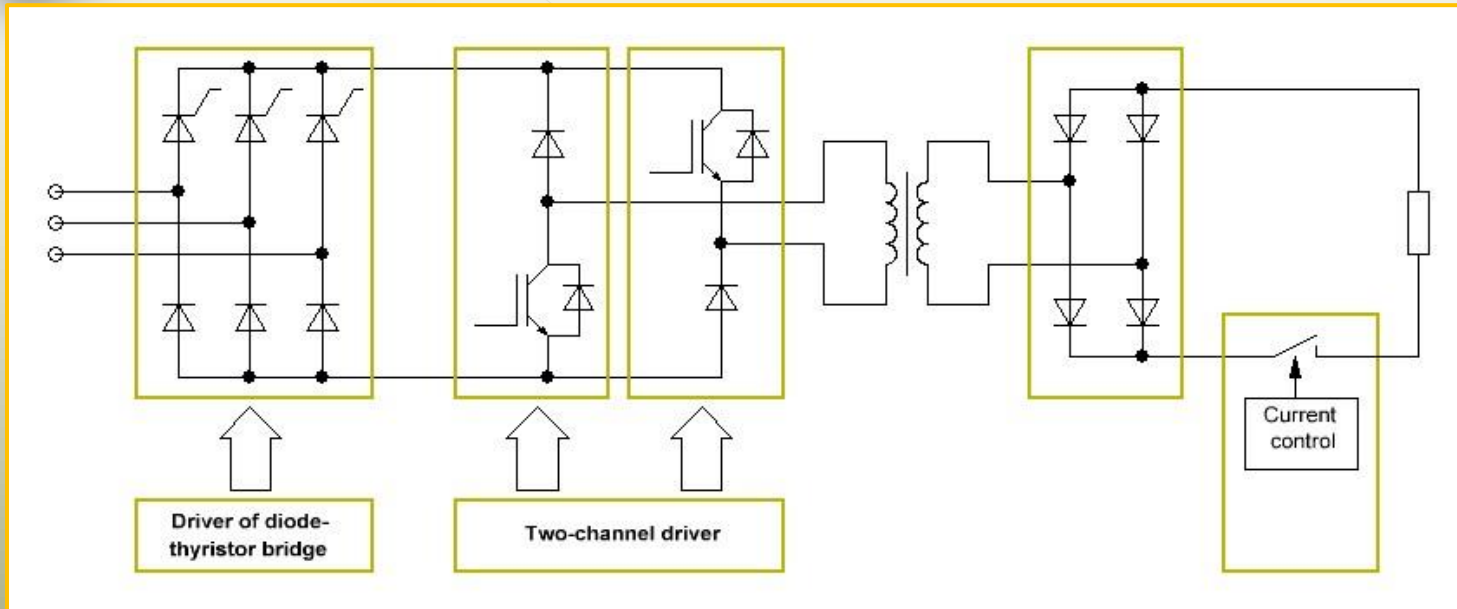 Current
control
Driver of diode-
thyristor bridge
Two-channel driver